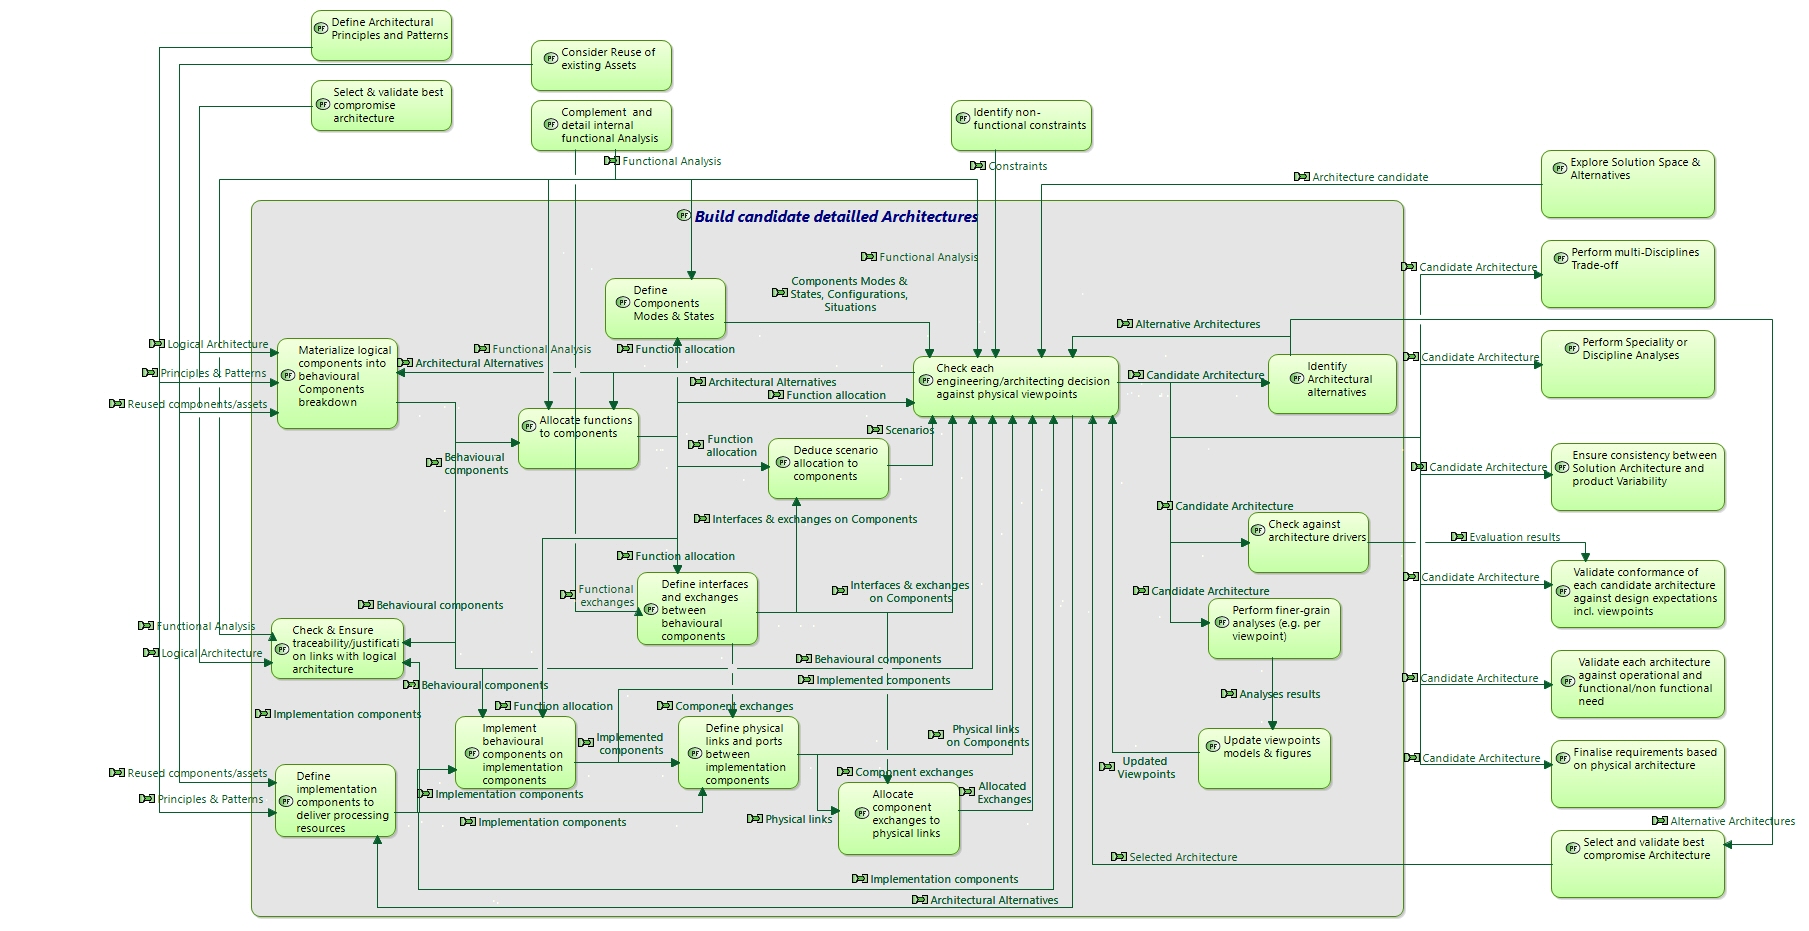 Define Architectural
Principles and Patterns
Consider Reuse of
existing Assets
Select & validate best
compromise
architecture
Complement and
detail internal
functional Analysis
Identify non-
functional constraints
Functional Analysis
Constraints
Explore Solution Space &
Alternatives
Architecture candidate
Build candidate detailled Architectures
Functional Analysis
Perform multi-Disciplines
Trade-off
Candidate Architecture
Define
Components
Modes & States
Components Modes &
States, Configurations,
Situations
Alternative Architectures
Logical Architecture
Principles & Patterns
Reused components/assets
Materialize logical
components into
behavioural
Components
breakdown
Functional Analysis
Architectural Alternatives
Function allocation
Architectural Alternatives
Function allocation
Check each
engineering/architecting decision
against physical viewpoints
Candidate Architecture
Identify
Architectural
alternatives
Candidate Architecture
Perform Speciality or
Discipline Analyses
Allocate functions
to components
Behavioural
components
Function
allocation
Scenarios
Deduce scenario
allocation to
components
Candidate Architecture
Ensure consistency between
Solution Architecture and
product Variability
Interfaces & exchanges on Components
Candidate Architecture
Check against
architecture drivers
Evaluation results
Function allocation
Functional
exchanges
Define interfaces
and exchanges
between
behavioural
components
Interfaces & exchanges
on Components
Candidate Architecture
Perform finer-grain
analyses (e.g. per
viewpoint)
Candidate Architecture
Validate conformance of
each candidate architecture
against design expectations
incl. viewpoints
Behavioural components
Functional Analysis
Logical Architecture
Check & Ensure
traceability/justificati
on links with logical
architecture
Behavioural components
Implemented components
Behavioural components
Implementation components
Analyses results
Candidate Architecture
Validate each architecture
against operational and
functional/non functional
need
Function allocation
Component exchanges
Implement
behavioural
components on
implementation
components
Implemented
components
Define physical
links and ports
between
implementation
components
Physical links
on Components
Update viewpoints
models & figures
Updated
Viewpoints
Candidate Architecture
Finalise requirements based
on physical architecture
Reused components/assets
Principles & Patterns
Define
implementation
components to
deliver processing
resources
Implementation components
Implementation components
Component exchanges
Physical links
Allocate
component
exchanges to
physical links
Allocated
Exchanges
Alternative Architectures
Select and validate best
compromise Architecture
Selected Architecture
Implementation components
Architectural Alternatives